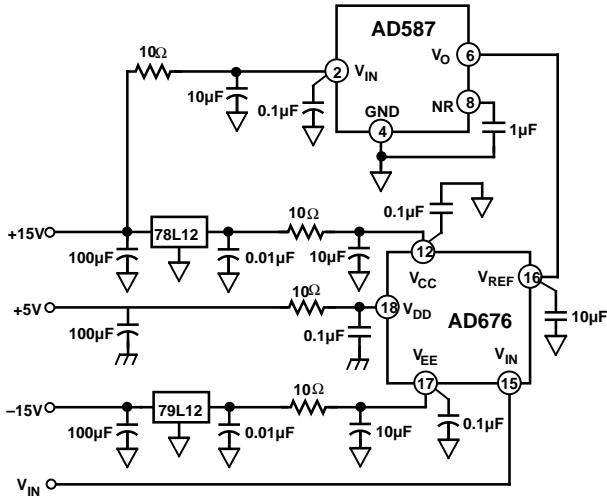 AD587
10Ω
2
V_IN
V_O
6
10µF
0.1µF
GND
4
NR
8
1µF
+15V
100µF
78L12
0.01µF
10Ω
10µF
0.1µF
12
V_CC
V_REF
16
10µF
+5V
100µF
10Ω
0.1µF
18
V_DD
AD676
V_EE
17
V_IN
15
0.1µF
–15V
100µF
79L12
0.01µF
10Ω
10µF
V_IN